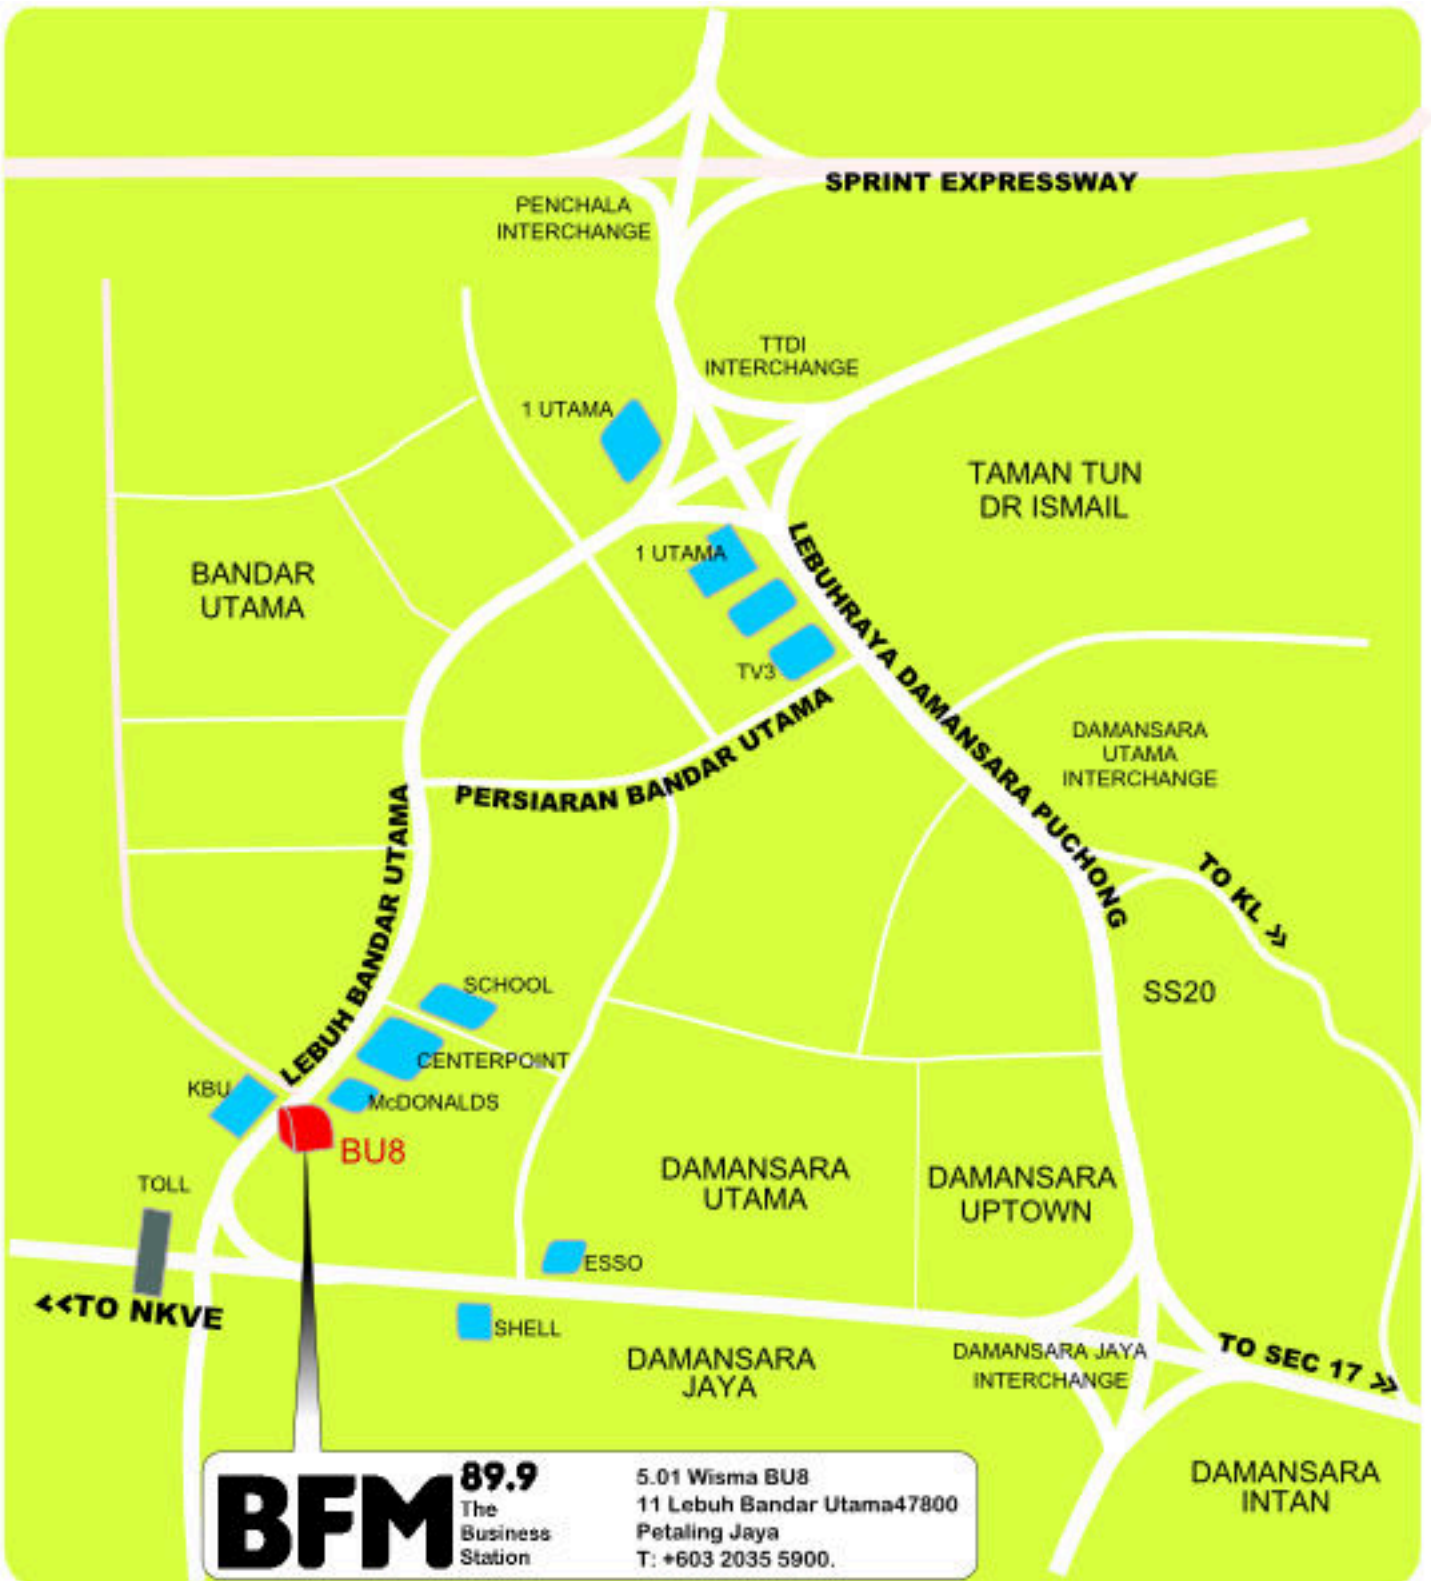 SPRINT EXPRESSWAY
PENCHALA
INTERCHANGE
TTDI
INTERCHANGE
1 UTAMA
TAMAN TUN
DR ISMAIL
1 UTAMA
LEBUHRAYA DAMANSARA PUCHONG
BANDAR
UTAMA
TV3
PERSIARAN BANDAR UTAMA
DAMANSARA
UTAMA
INTERCHANGE
LEBUH BANDAR UTAMA
TO KL >>
SCHOOL
SS20
CENTERPOINT
KBU
McDONALDS
BU8
DAMANSARA
UTAMA
DAMANSARA
UPTOWN
TOLL
ESSO
<<TO NKVE
SHELL
DAMANSARA
JAYA
DAMANSARA JAYA
INTERCHANGE
TO SEC 17 >>
DAMANSARA
INTAN
BFM
89.9
The
Business
Station
5.01 Wisma BU8
11 Lebuh Bandar Utama47800
Petaling Jaya
T: +603 2035 5900.